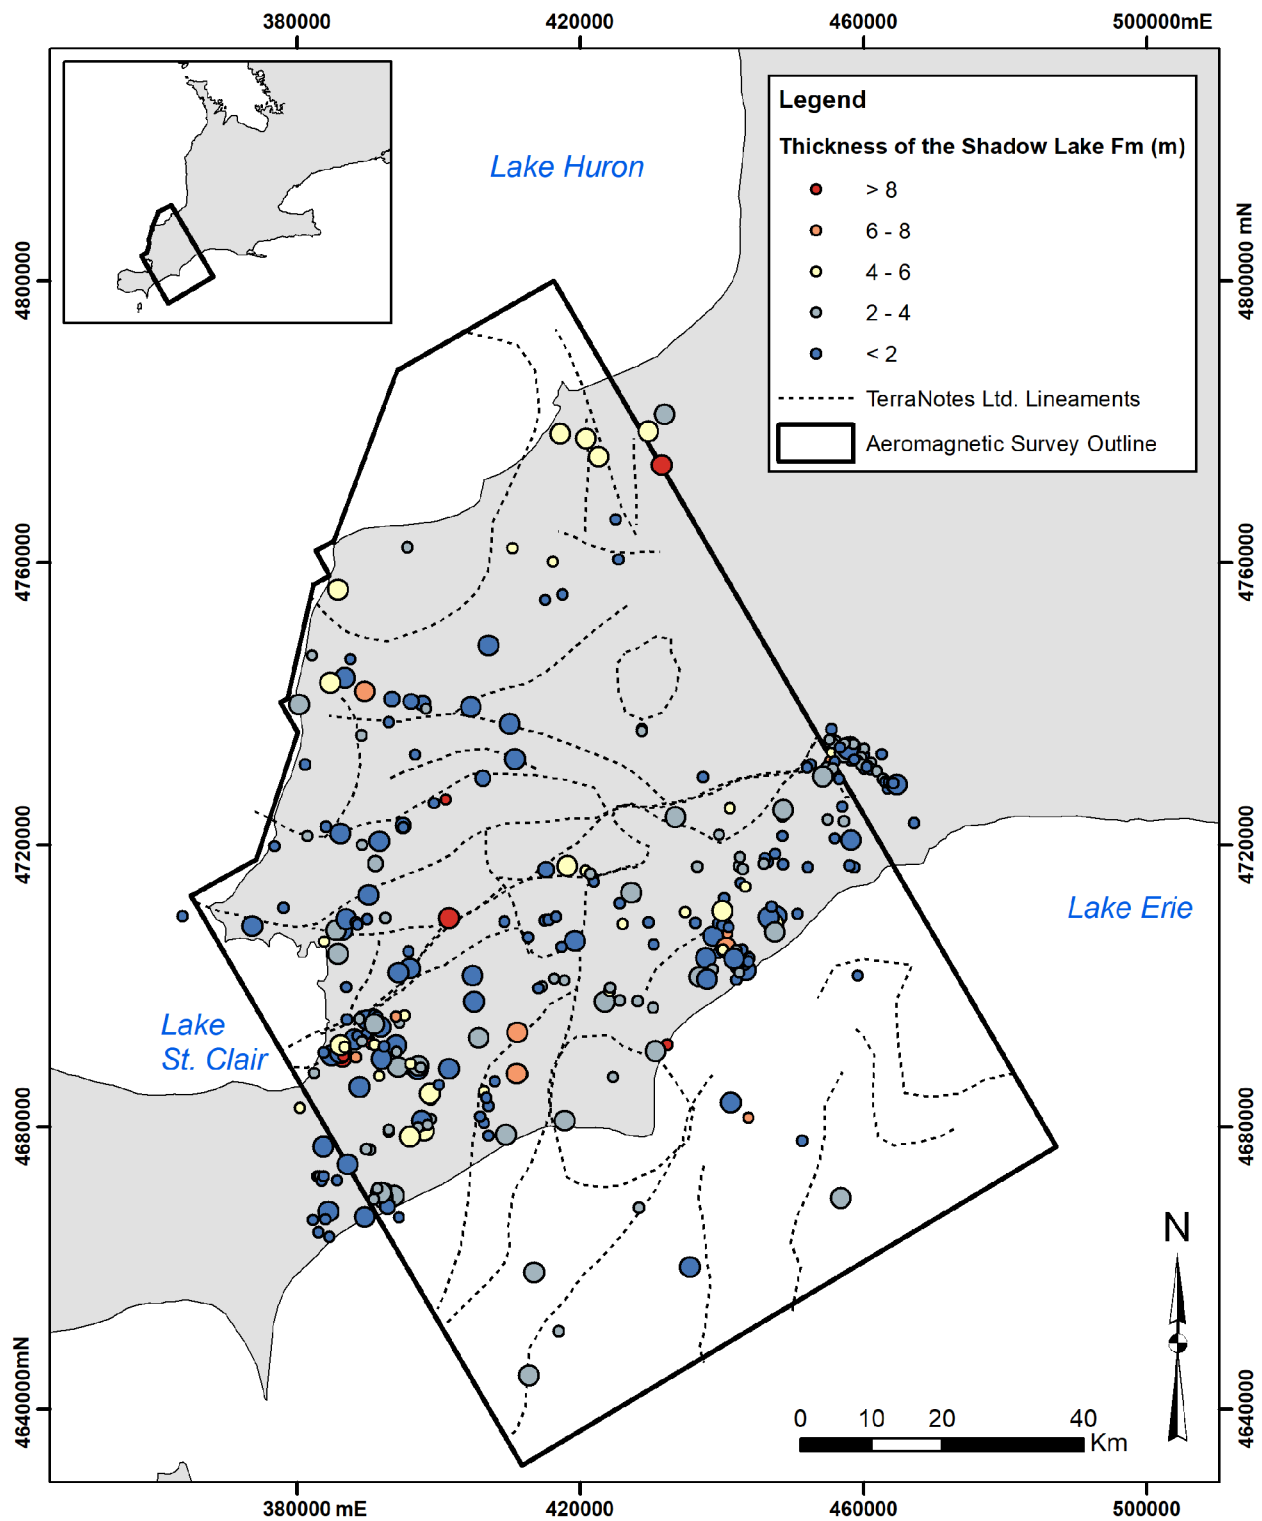 380000
420000
460000
500000mE
Legend
Thickness of the Shadow Lake Fm (m)
> 8
6 - 8
4 - 6
2 - 4
< 2
TerraNotes Ltd. Lineaments
Aeromagnetic Survey Outline
Lake Huron
4800000
4800000 mN
4760000
4760000
4720000
4720000
Lake Erie
Lake
St. Clair
4680000
4680000
N
4640000mN
4640000
0
10
20
40
Km
380000 mE
420000
460000
500000